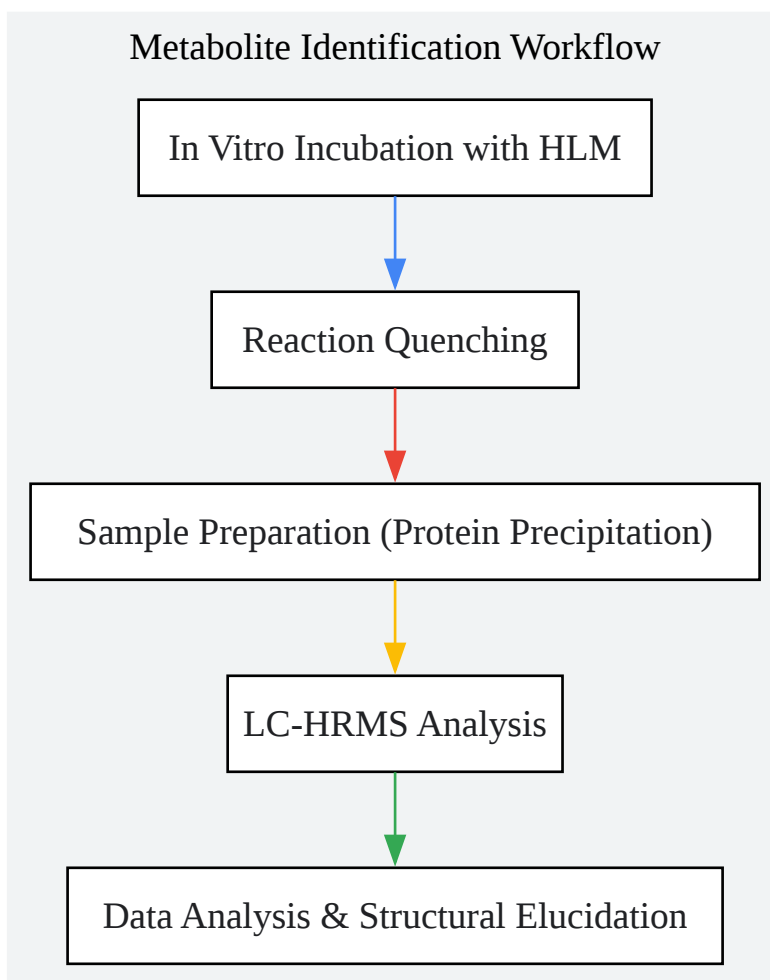 Metabolite Identification Workflow
In Vitro Incubation with HLM
Reaction Quenching
Sample Preparation (Protein Precipitation)
LC-HRMS Analysis
Data Analysis & Structural Elucidation